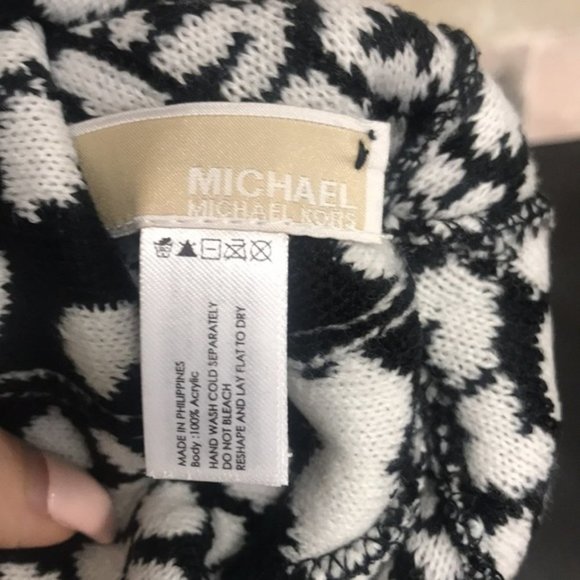 MICHAEL
MICHAEL KORS
MADE IN PHILIPPINES
Body :100% Acrylic
HAND WASH COLD SEPARATELY
DO NOT BLEACH
RESHAPE AND LAY FLAT TO DRY